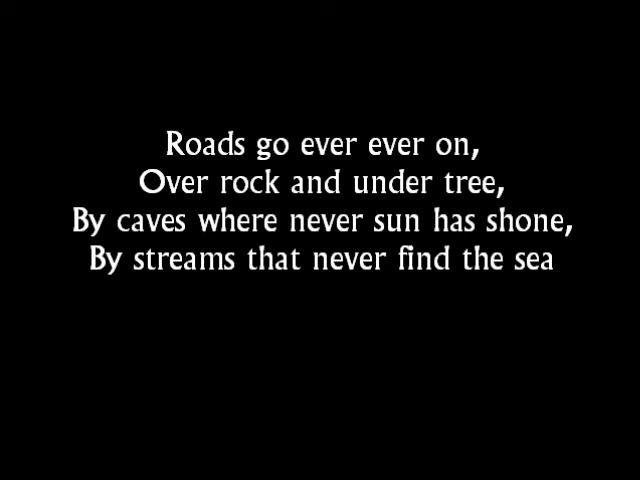 Roads go ever ever on,
Over rock and under tree,
By caves where never sun has shone,
By streams that never find the sea